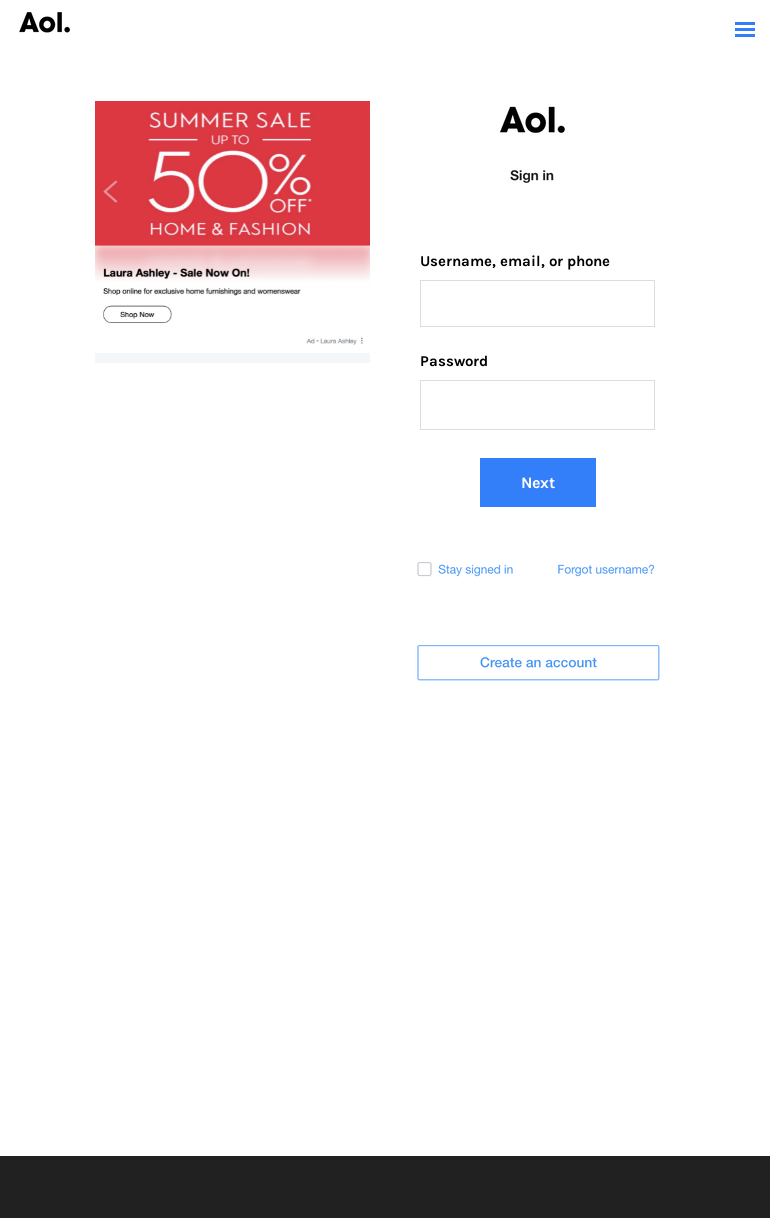 Aol.
SUMMER SALE
UP TO
50%
OFF*
HOME & FASHION
Laura Ashley - Sale Now On!
Shop online for exclusive home furnishings and womenswear
Shop Now
Ad • Laura Ashley
Aol.
Sign in
Username, email, or phone
Password
Next
Stay signed in
Forgot username?
Create an account